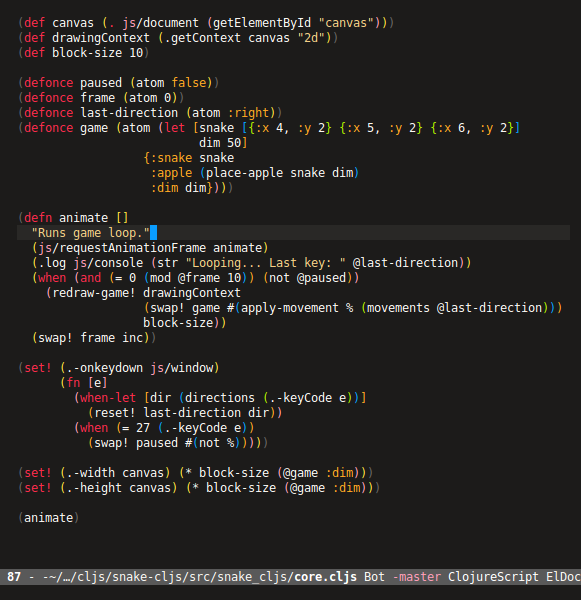 (def canvas (. js/document (getElementById "canvas")))
(def drawingContext (.getContext canvas "2d"))
(def block-size 10)

(defonce paused (atom false))
(defonce frame (atom 0))
(defonce last-direction (atom :right))
(defonce game (atom (let [snake [{:x 4, :y 2} {:x 5, :y 2} {:x 6, :y 2}]
                          dim 50]
                  {:snake snake
                   :apple (place-apple snake dim)
                   :dim dim})))

(defn animate []
  "Runs game loop."
  (js/requestAnimationFrame animate)
  (.log js/console (str "Looping... Last key: " @last-direction))
  (when (and (= 0 (mod @frame 10)) (not @paused))
    (redraw-game! drawingContext
                  (swap! game #(apply-movement % (movements @last-direction)))
                  block-size))
  (swap! frame inc))

(set! (.-onkeydown js/window)
      (fn [e]
        (when-let [dir (directions (.-keyCode e))]
          (reset! last-direction dir))
        (when (= 27 (.-keyCode e))
          (swap! paused #(not %)))))

(set! (.-width canvas) (* block-size (@game :dim)))
(set! (.-height canvas) (* block-size (@game :dim)))

(animate)

87 - -~/…/cljs/snake-cljs/src/snake_cljs/core.cljs Bot -master ClojureScript ElDoc